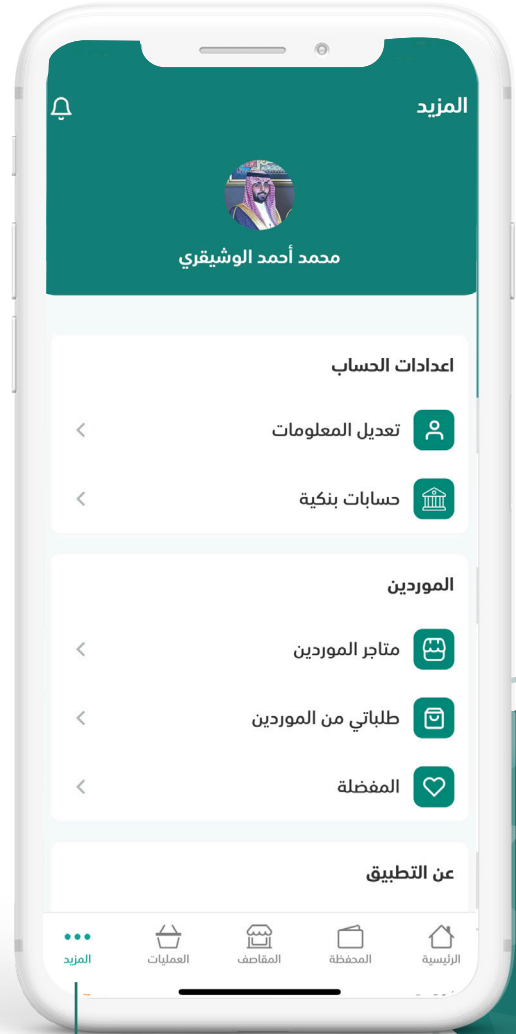 المزيد
محمد أحمد الوشيقري
اعدادات الحساب
تعديل المعلومات
حسابات بنكية
الموردين
متاجر الموردين
طلباتي من الموردين
المفضلة
عن التطبيق
الرئيسية
المحفظة
المقاصف
العمليات
المزيد